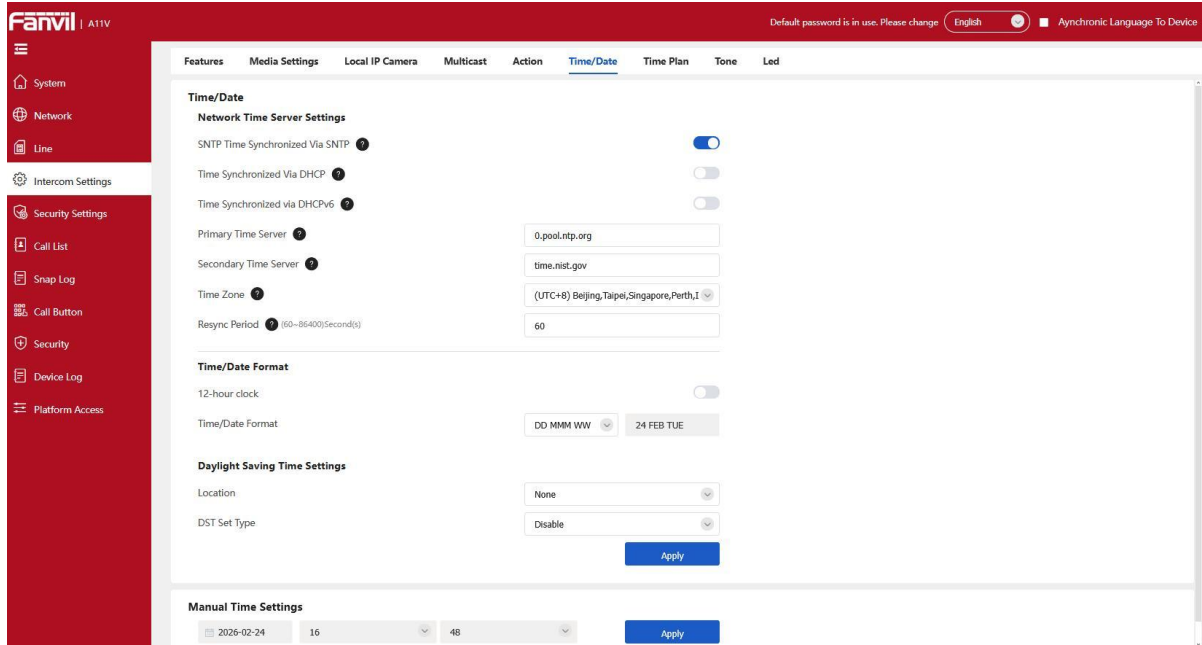 Fanvil | A11V
Default password is in use. Please change English Aynchronic Language To Device
System
Network
Line
Intercom Settings
Security Settings
Call List
Snap Log
Call Button
Security
Device Log
Platform Access
Features Media Settings Local IP Camera Multicast Action Time/Date Time Plan Tone Led
Time/Date
Network Time Server Settings
SNTP Time Synchronized Via SNTP ?
Time Synchronized Via DHCP ?
Time Synchronized via DHCPv6 ?
Primary Time Server ? 0.pool.ntp.org
Secondary Time Server ? time.nist.gov
Time Zone ? (UTC+8) Beijing,Taipei,Singapore,Perth,I
Resync Period ? (60~86400)Second(s) 60
Time/Date Format
12-hour clock
Time/Date Format DD MMM WW 24 FEB TUE
Daylight Saving Time Settings
Location None
DST Set Type Disable
Apply
Manual Time Settings
2026-02-24 16 48 Apply